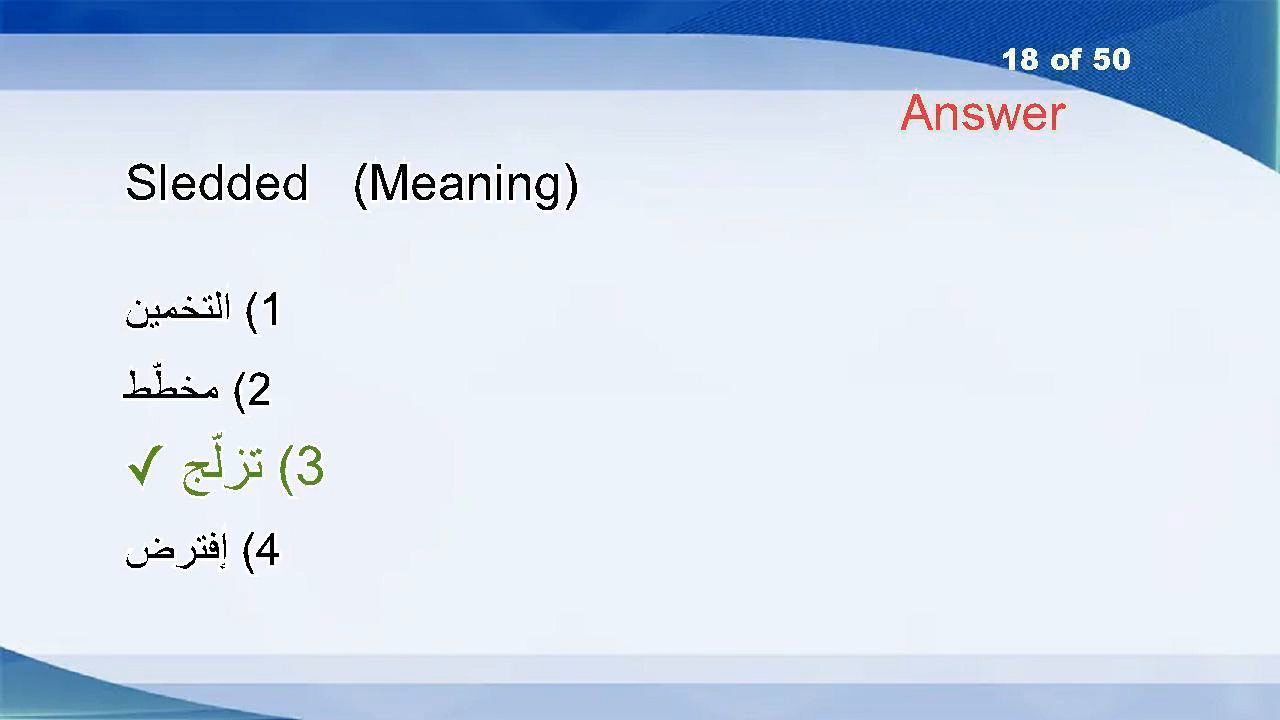 18 of 50
Answer
Sledded (Meaning)
1) التخمين
2) مخطّط
3) تزلّج ✓
4) إفترض